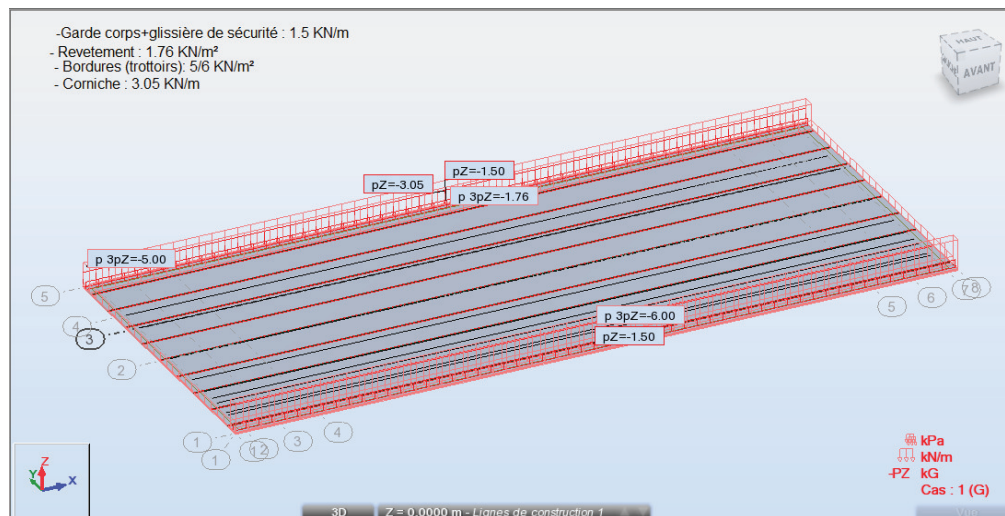 -Garde corps+glissière de sécurité : 1.5 KN/m
- Revetement : 1.76 KN/m²
- Bordures (trottoirs): 5/6 KN/m²
- Corniche : 3.05 KN/m
HAUT
AVANT
pZ=-1.50
pZ=-3.05
p 3pZ=-1.76
p 3pZ=-5.00
5
4
3
2
1
1
2
3
4
p 3pZ=-6.00
pZ=-1.50
5
6
7
8
kPa
kN/m
-PZ kG
Cas : 1 (G)
Z
Y
X
3D
Z = 0.0000 m - Lignes de construction 1